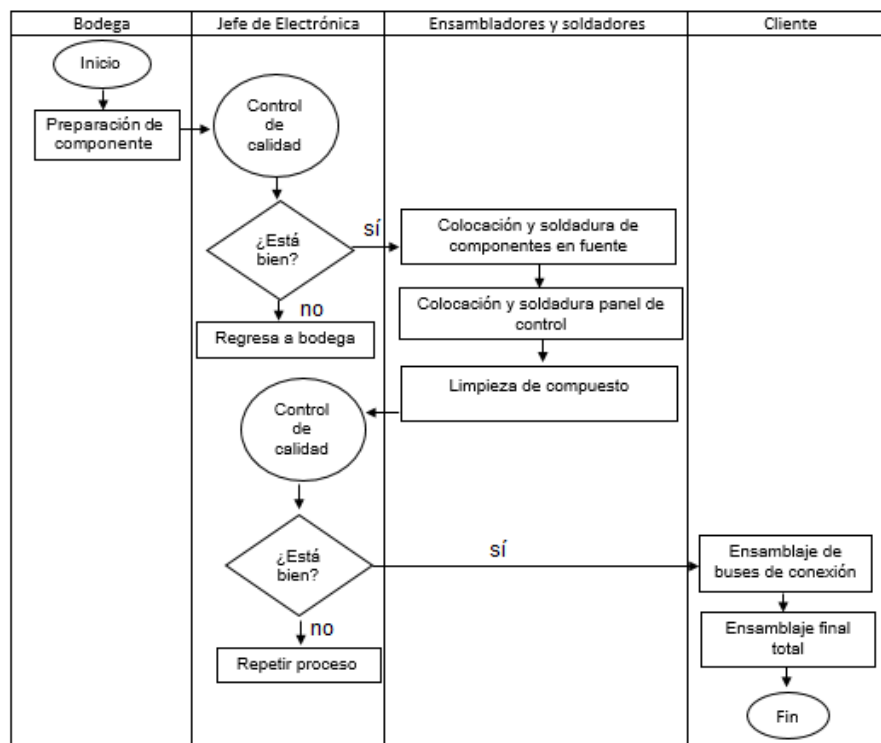 Bodega
Jefe de Electrónica
Ensambladores y soldadores
Cliente
Inicio
Preparación de
componente
Control
de
calidad
¿Está
bien?
sí
no
Regresa a bodega
Colocación y soldadura de
componentes en fuente
Colocación y soldadura panel de
control
Limpieza de compuesto
Control
de
calidad
¿Está
bien?
sí
no
Repetir proceso
Ensamblaje de
buses de conexión
Ensamblaje final
total
Fin